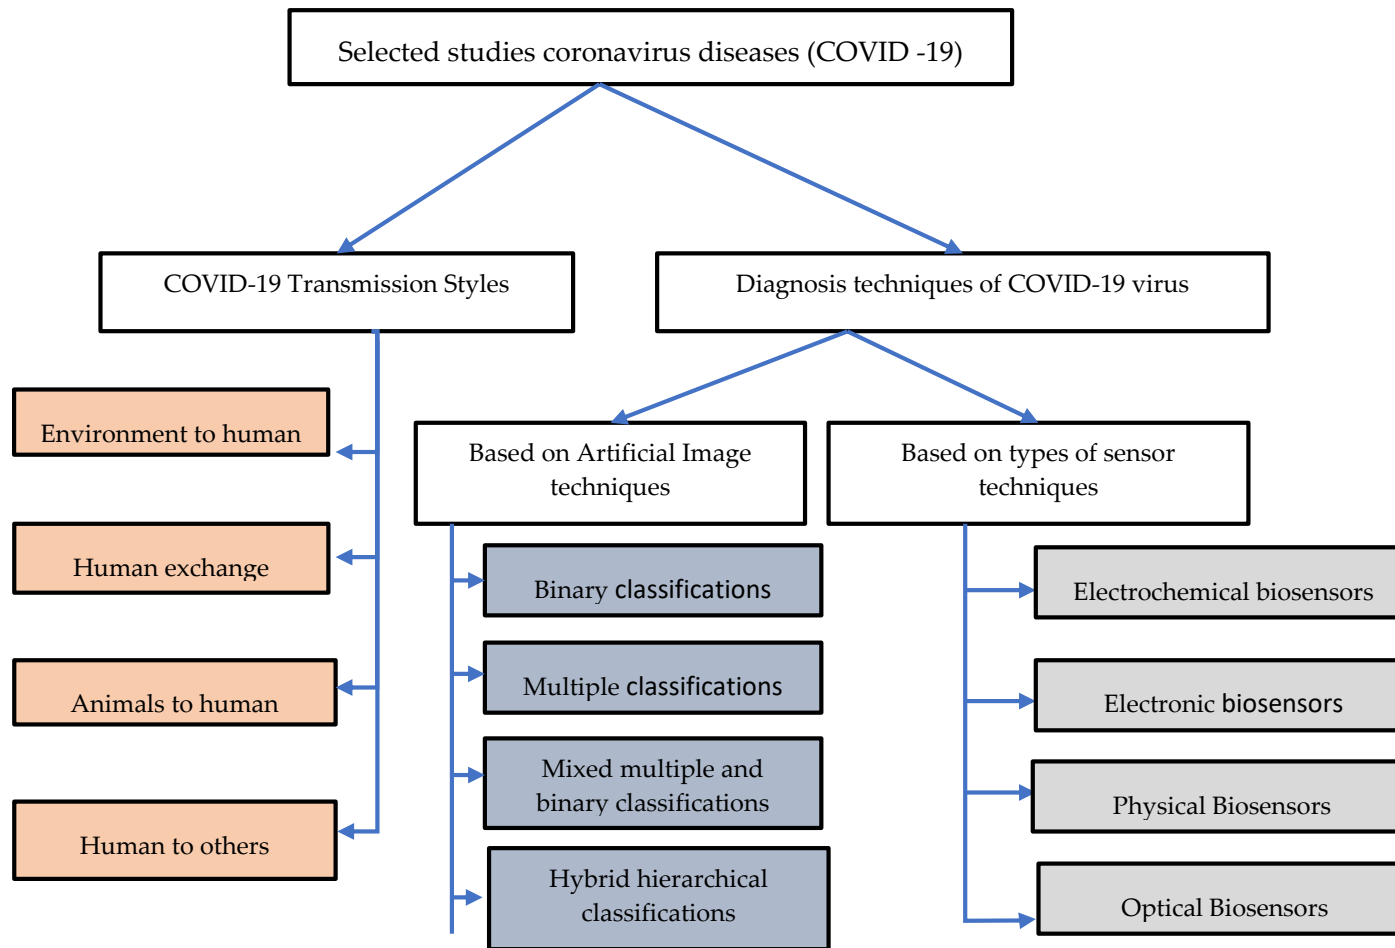 Selected studies coronavirus diseases (COVID -19)
COVID-19 Transmission Styles
Diagnosis techniques of COVID-19 virus
Environment to human
Human exchange
Animals to human
Human to others
Based on Artificial Image
techniques
Binary classifications
Multiple classifications
Mixed multiple and
binary classifications
Hybrid hierarchical
classifications
Based on types of sensor
techniques
Electrochemical biosensors
Electronic biosensors
Physical Biosensors
Optical Biosensors